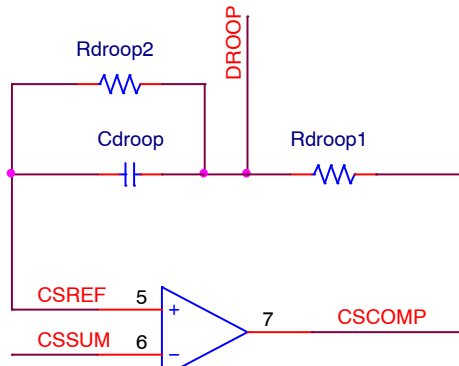 Rdroop2
DROOP
Cdroop
Rdroop1
CSREF 5
+
7 CSCOMP
CSSUM 6
−